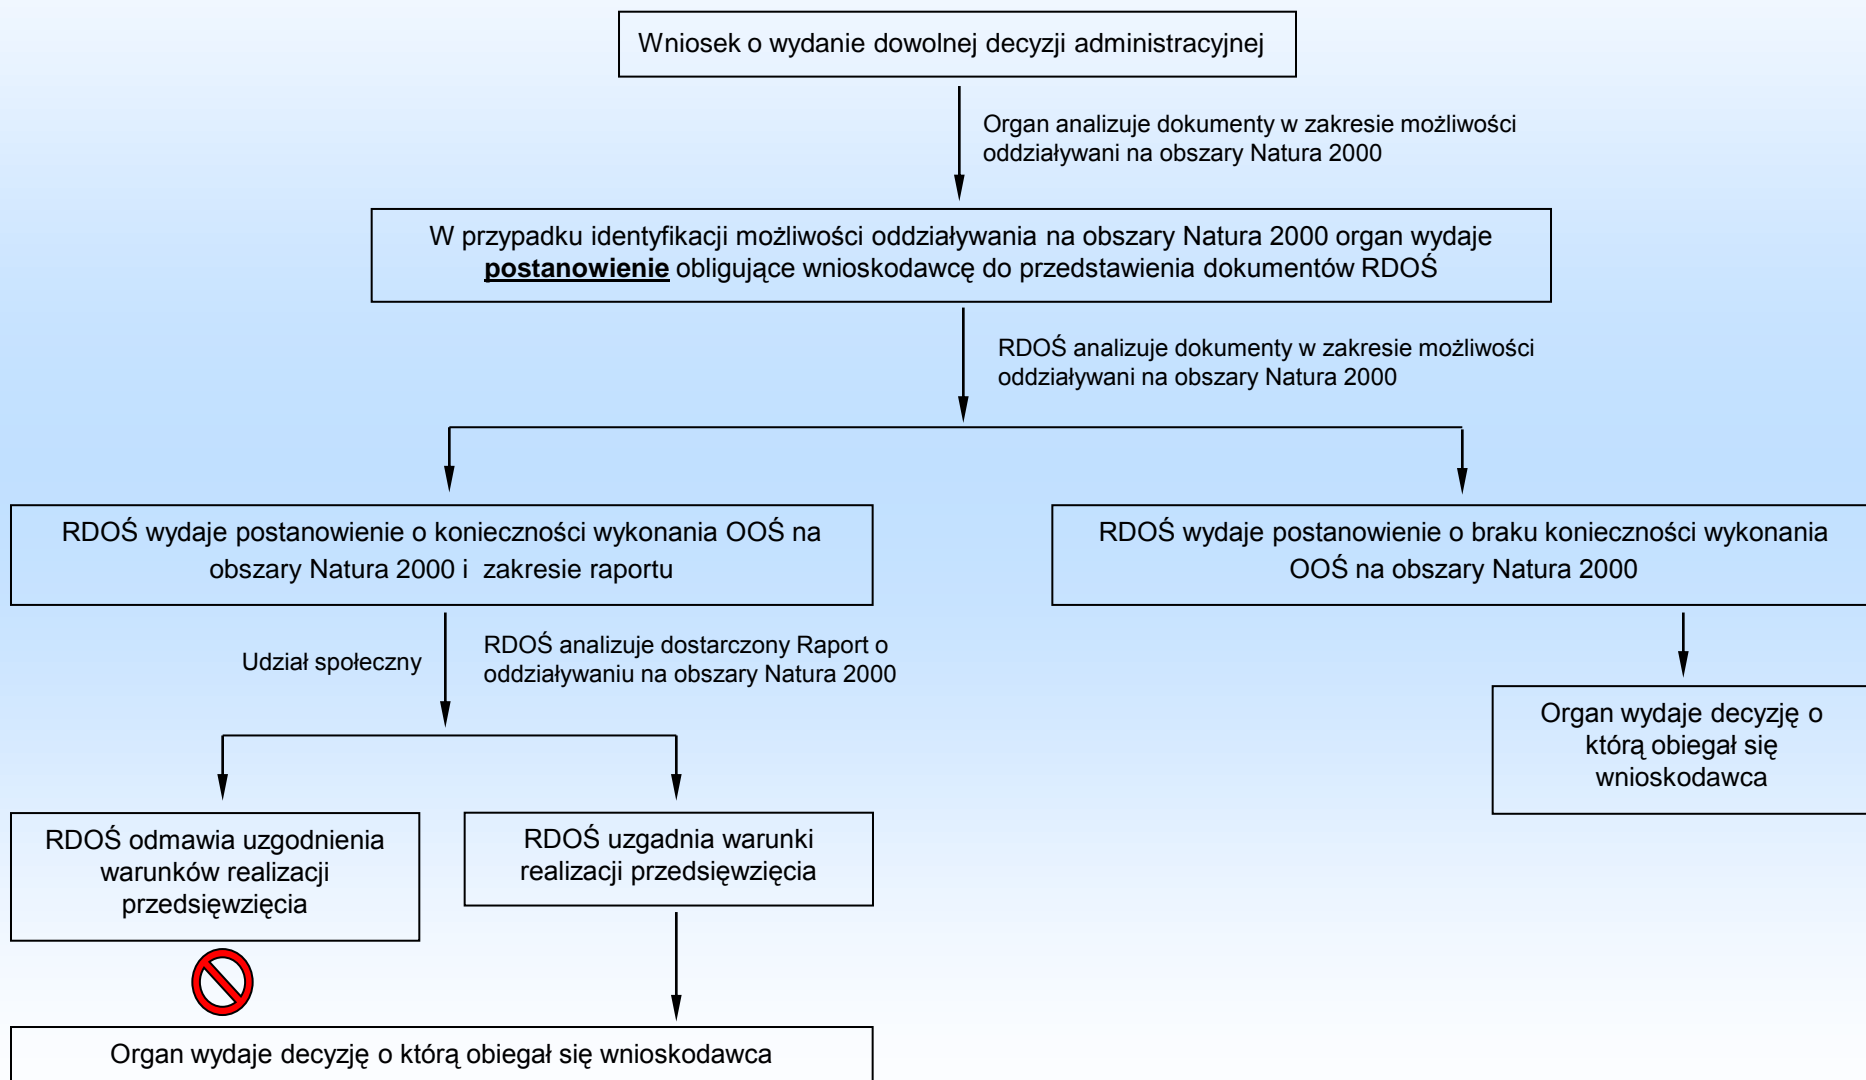 Wniosek o wydanie dowolnej decyzji administracyjnej
Organ analizuje dokumenty w zakresie możliwości
oddziaływani na obszary Natura 2000
W przypadku identyfikacji możliwości oddziaływania na obszary Natura 2000 organ wydaje
postanowienie obligujące wnioskodawcę do przedstawienia dokumentów RDOŚ
RDOŚ analizuje dokumenty w zakresie możliwości
oddziaływani na obszary Natura 2000
RDOŚ wydaje postanowienie o konieczności wykonania OOŚ na
obszary Natura 2000 i zakresie raportu
RDOŚ wydaje postanowienie o braku konieczności wykonania
OOŚ na obszary Natura 2000
Udział społeczny
RDOŚ analizuje dostarczony Raport o
oddziaływaniu na obszary Natura 2000
Organ wydaje decyzję o
którą obiegał się
wnioskodawca
RDOŚ odmawia uzgodnienia
warunków realizacji
przedsięwzięcia
RDOŚ uzgadnia warunki
realizacji przedsięwzięcia
Organ wydaje decyzję o którą obiegał się wnioskodawca